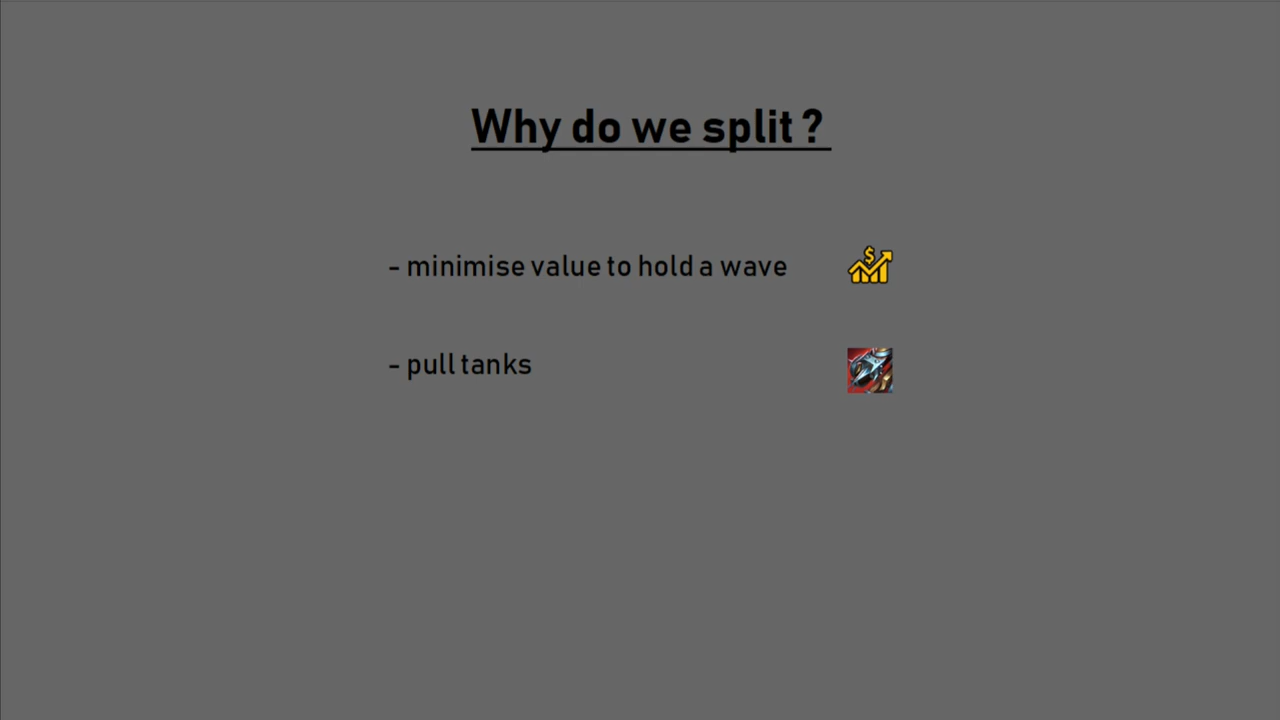 Why do we split ?
- minimise value to hold a wave
- pull tanks